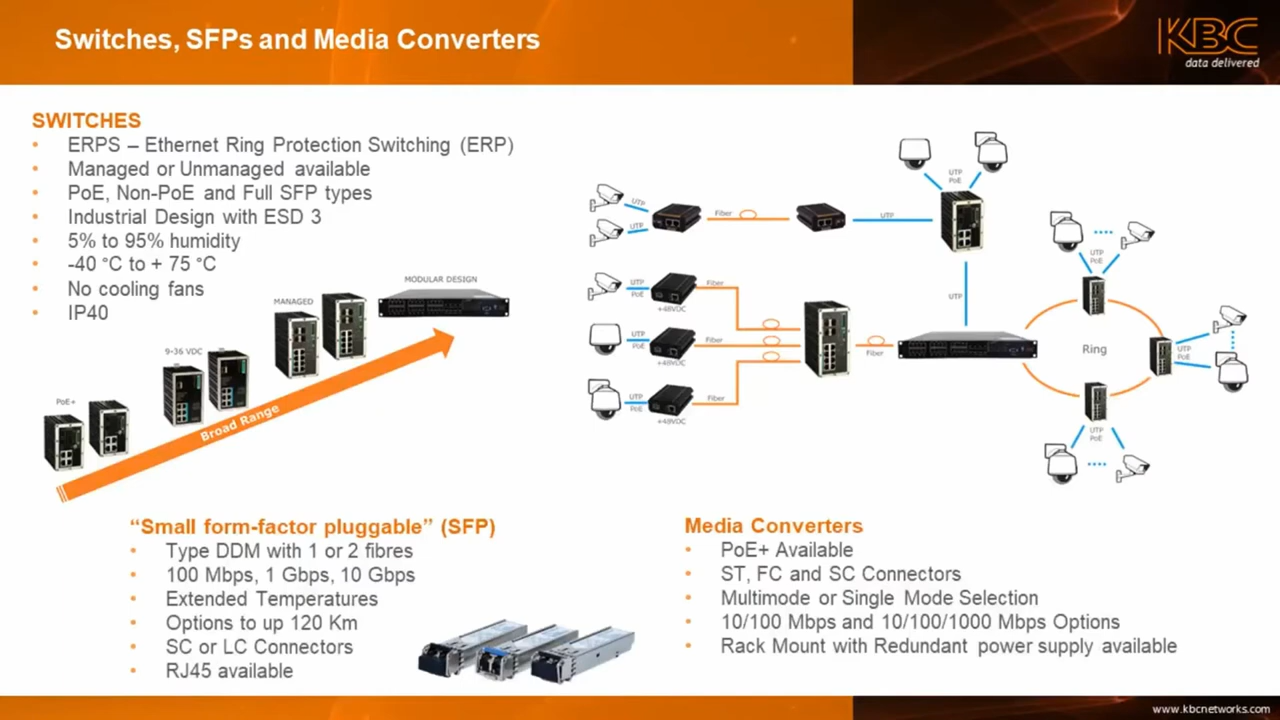 Switches, SFPs and Media Converters
KBC
data delivered
SWITCHES
• ERPS – Ethernet Ring Protection Switching (ERP)
• Managed or Unmanaged available
• PoE, Non-PoE and Full SFP types
• Industrial Design with ESD 3
• 5% to 95% humidity
• -40 °C to + 75 °C
• No cooling fans
• IP40
PoE+
9-36 VDC
MANAGED
MODULAR DESIGN
Broad Range
UTP
UTP
Fiber
UTP
UTP
PoE
UTP
PoE
Fiber
+48VDC
UTP
PoE
Fiber
+48VDC
UTP
PoE
Fiber
+48VDC
Fiber
UTP
Ring
UTP
PoE
UTP
PoE
UTP
PoE
“Small form-factor pluggable” (SFP)
• Type DDM with 1 or 2 fibres
• 100 Mbps, 1 Gbps, 10 Gbps
• Extended Temperatures
• Options to up 120 Km
• SC or LC Connectors
• RJ45 available
Media Converters
• PoE+ Available
• ST, FC and SC Connectors
• Multimode or Single Mode Selection
• 10/100 Mbps and 10/100/1000 Mbps Options
• Rack Mount with Redundant power supply available
www.kbcnetworks.com